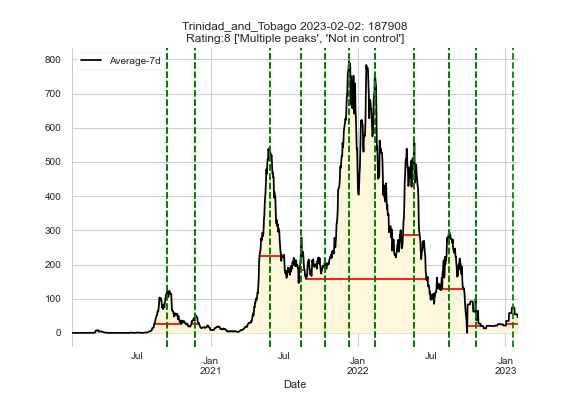 Trinidad_and_Tobago 2023-02-02: 187908
Rating:8 ['Multiple peaks', 'Not in control']
Average-7d
800
700
600
500
400
300
200
100
0
Jul
Jan
2021
Jul
Jan
2022
Jul
Jan
2023
Date